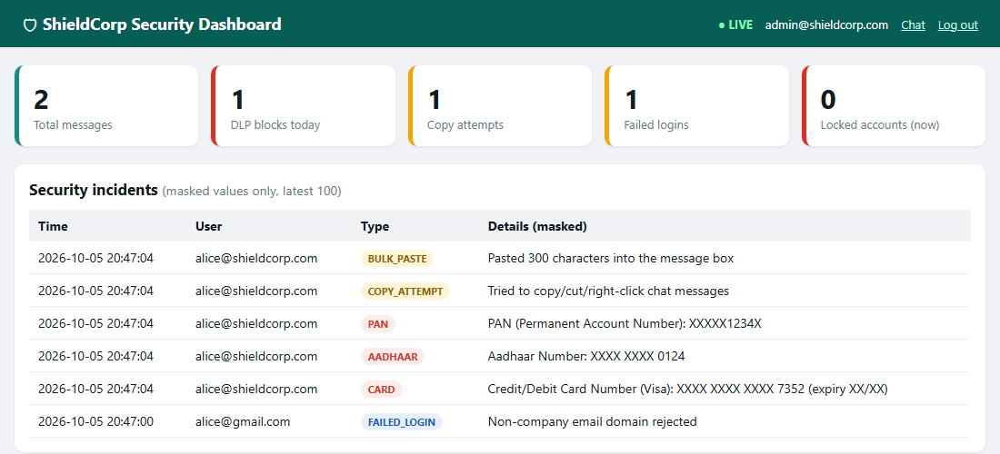 ShieldCorp Security Dashboard
● LIVE admin@shieldcorp.com Chat Log out
2 1 1 1 0
Total messages DLP blocks today Copy attempts Failed logins Locked accounts (now)
Security incidents (masked values only, latest 100)
Time User Type Details (masked)
2026-10-05 20:47:04 alice@shieldcorp.com BULK_PASTE Pasted 300 characters into the message box
2026-10-05 20:47:04 alice@shieldcorp.com COPY_ATTEMPT Tried to copy/cut/right-click chat messages
2026-10-05 20:47:04 alice@shieldcorp.com PAN PAN (Permanent Account Number): XXXXX1234X
2026-10-05 20:47:04 alice@shieldcorp.com AADHAAR Aadhaar Number: XXXX XXXX 0124
2026-10-05 20:47:04 alice@shieldcorp.com CARD Credit/Debit Card Number (Visa): XXXX XXXX XXXX 7352 (expiry XX/XX)
2026-10-05 20:47:00 alice@gmail.com FAILED_LOGIN Non-company email domain rejected